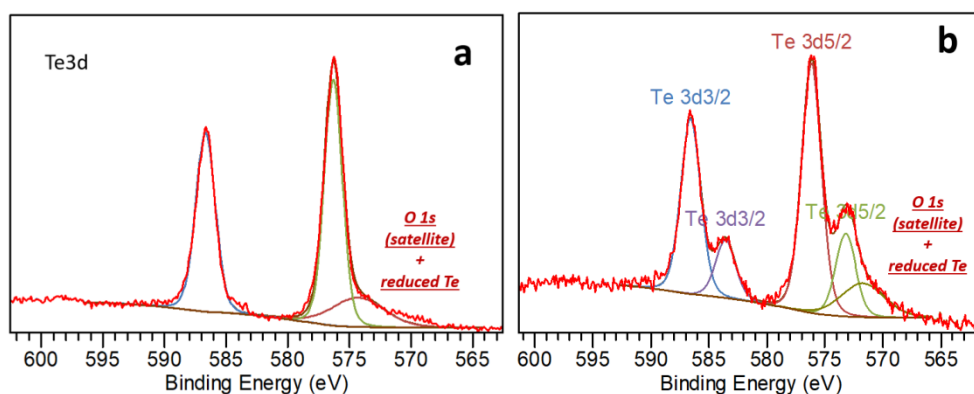 Te3d
a
O 1s
(satellite)
+
reduced Te
600 595 590 585 580 575 570 565
Binding Energy (eV)
b
Te 3d5/2
Te 3d3/2
Te 3d3/2
Te 3d5/2
O 1s
(satellite)
+
reduced Te
600 595 590 585 580 575 570 565
Binding Energy (eV)